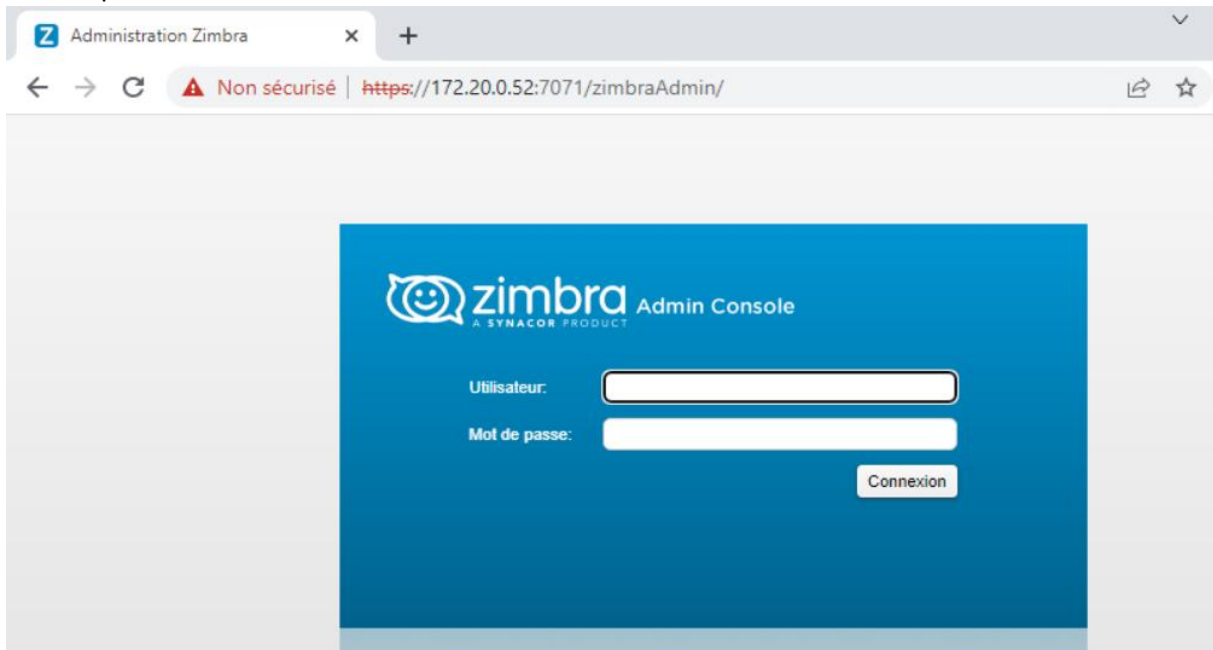 Administration Zimbra
Non sécurisé | https://172.20.0.52:7071/zimbraAdmin/
zimbra Admin Console
A SYNACOR PRODUCT
Utilisateur:
Mot de passe:
Connexion